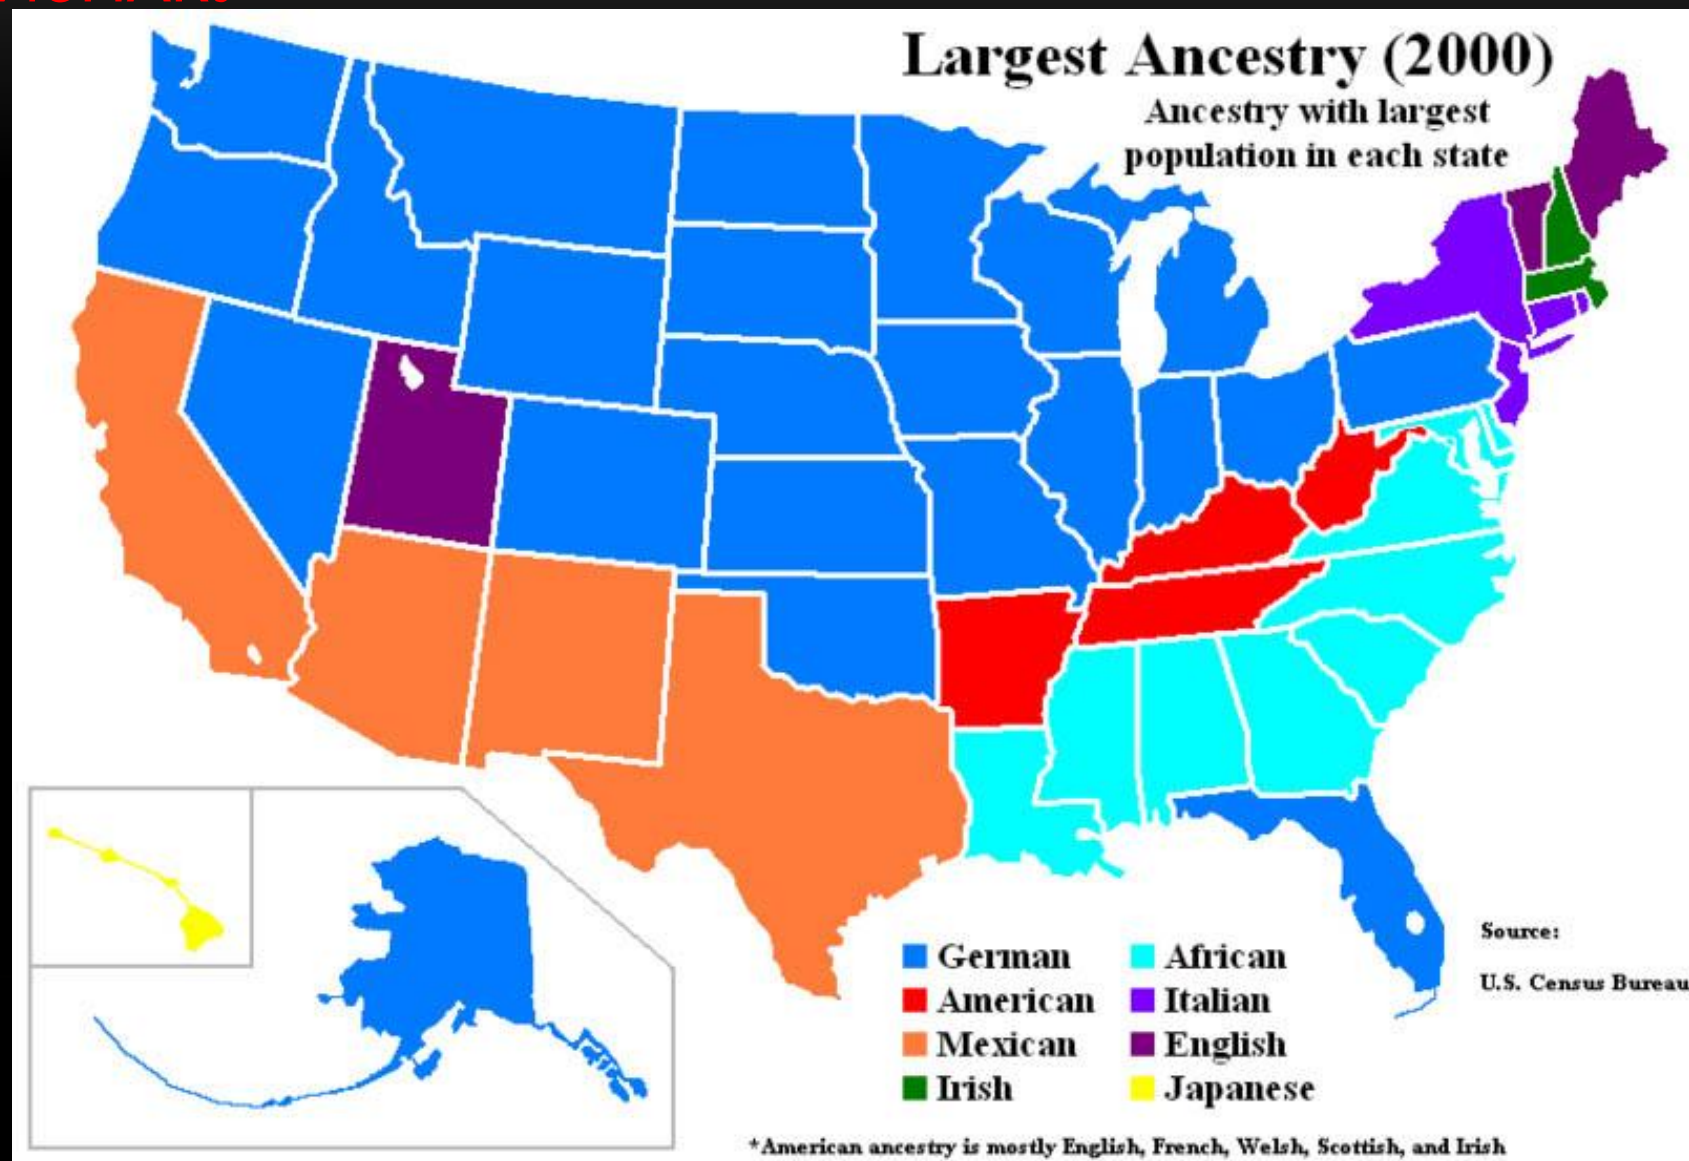 Largest Ancestry (2000)
Ancestry with largest
population in each state
German
American
Mexican
Irish
African
Italian
English
Japanese
Source:
U.S. Census Bureau
*American ancestry is mostly English, French, Welsh, Scottish, and Irish